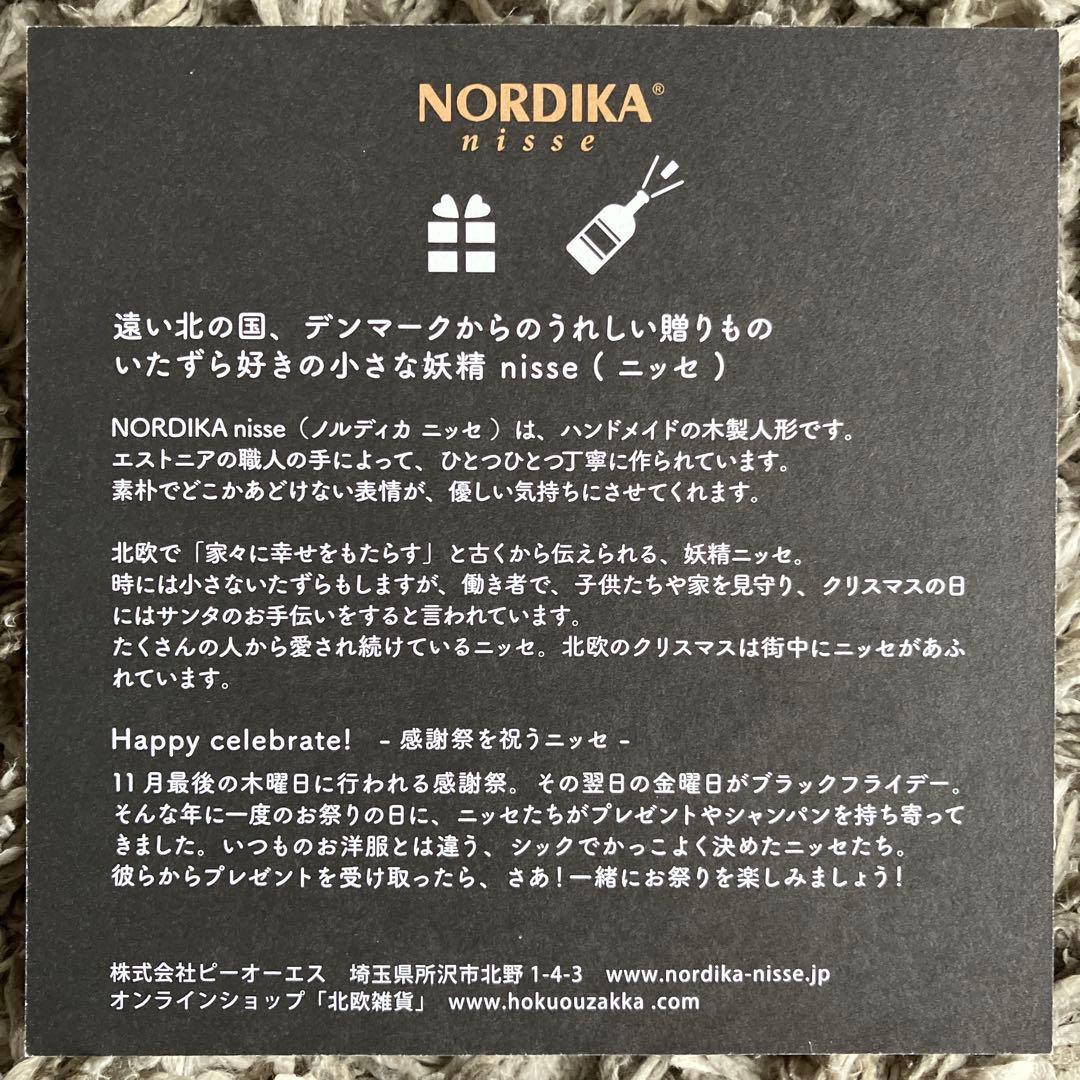 NORDIKA®
nisse
遠い北の国、デンマークからのうれしい贈りもの
いたずら好きの小さな妖精 nisse ( ニッセ )
NORDIKA nisse（ノルディカ ニッセ ）は、ハンドメイドの木製人形です。
エストニアの職人の手によって、ひとつひとつ丁寧に作られています。
素朴でどこかあどけない表情が、優しい気持ちにさせてくれます。
北欧で「家々に幸せをもたらす」と古くから伝えられる、妖精ニッセ。
時には小さないたずらもしますが、働き者で、子供たちや家を見守り、クリスマスの日
にはサンタのお手伝いをすると言われています。
たくさんの人から愛され続けているニッセ。北欧のクリスマスは街中にニッセがあふ
れています。
Happy celebrate! - 感謝祭を祝うニッセ -
11月最後の木曜日に行われる感謝祭。その翌日の金曜日がブラックフライデー。
そんな年に一度のお祭りの日に、ニッセたちがプレゼントやシャンパンを持ち寄って
きました。いつものお洋服とは違う、シックでかっこよく決めたニッセたち。
彼らからプレゼントを受け取ったら、さあ！一緒にお祭りを楽しみましょう！
株式会社ピーオーエス 埼玉県所沢市北野 1-4-3 www.nordika-nisse.jp
オンラインショップ「北欧雑貨」 www.hokuouzakka .com